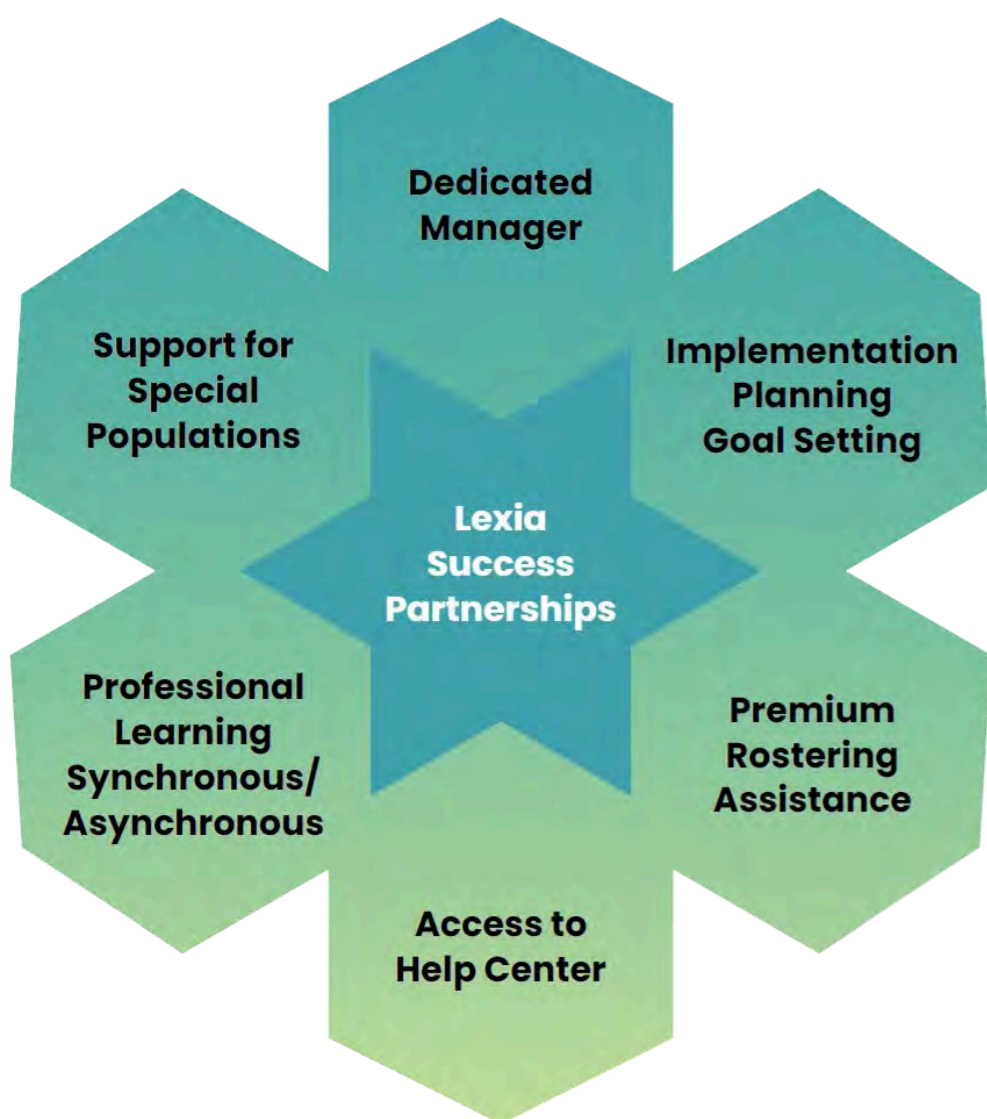 Dedicated
Manager
Support for
Special
Populations
Implementation
Planning
Goal Setting
Lexia
Success
Partnerships
Professional
Learning
Synchronous/
Asynchronous
Premium
Rostering
Assistance
Access to
Help Center